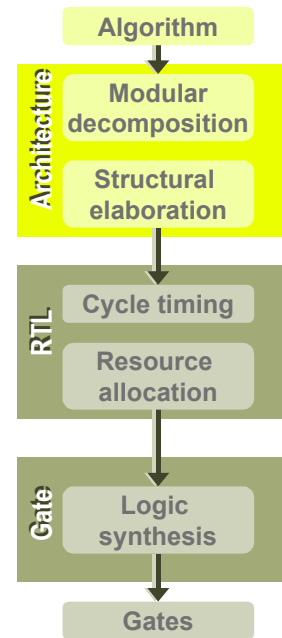 Algorithm
Architecture
Modular
decomposition
Structural
elaboration
RTL
Cycle timing
Resource
allocation
Gate
Logic
synthesis
Gates